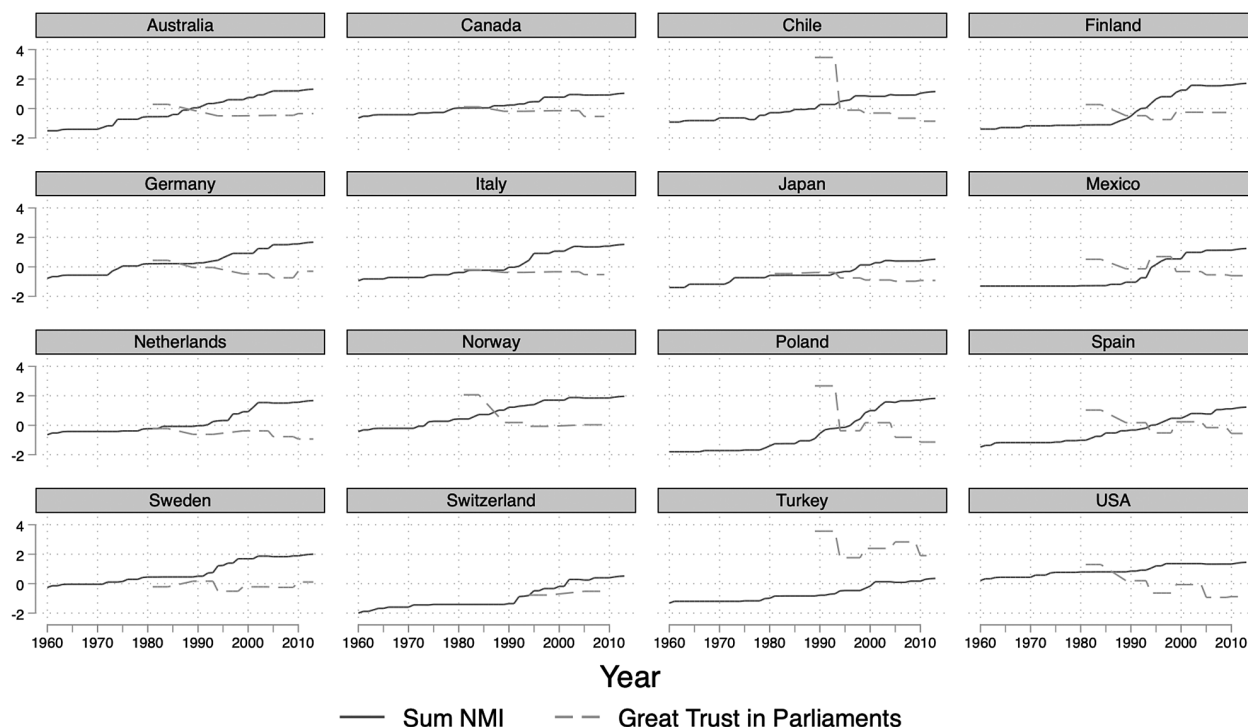 Australia Canada Chile Finland
4
2
0
-2
Germany Italy Japan Mexico
4
2
0
-2
Netherlands Norway Poland Spain
4
2
0
-2
Sweden Switzerland Turkey USA
4
2
0
-2
1960 1970 1980 1990 2000 2010 1960 1970 1980 1990 2000 2010 1960 1970 1980 1990 2000 2010 1960 1970 1980 1990 2000 2010
Year
Sum NMI Great Trust in Parliaments